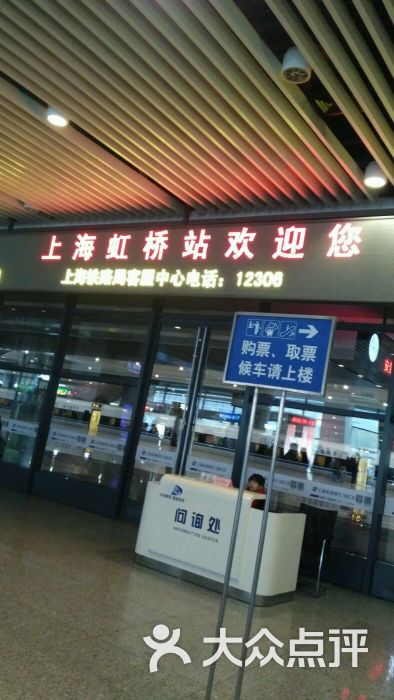 上海虹桥站欢迎您
上海铁路局客服中心电话：12306
购票、取票
候车请上楼
问询处
INFORMATION CENTER
大众点评